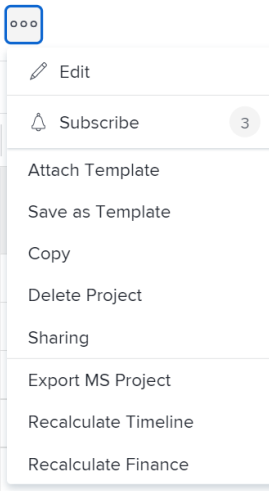 Edit
Subscribe 3
Attach Template
Save as Template
Copy
Delete Project
Sharing
Export MS Project
Recalculate Timeline
Recalculate Finance